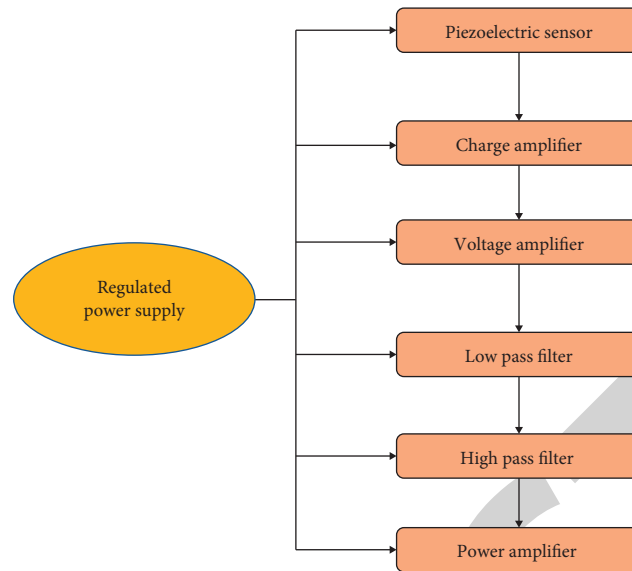 Piezoelectric sensor
Charge amplifier
Voltage amplifier
Regulated
power supply
Low pass filter
High pass filter
Power amplifier